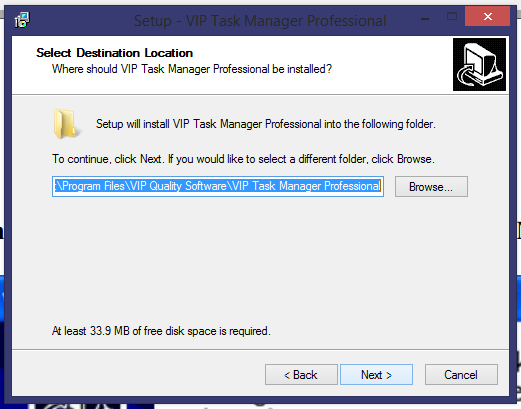 Setup - VIP Task Manager Professional
Select Destination Location
Where should VIP Task Manager Professional be installed?
Setup will install VIP Task Manager Professional into the following folder.
To continue, click Next. If you would like to select a different folder, click Browse.
:\Program Files\VIP Quality Software\VIP Task Manager Professional
Browse...
At least 33.9 MB of free disk space is required.
< Back
Next >
Cancel